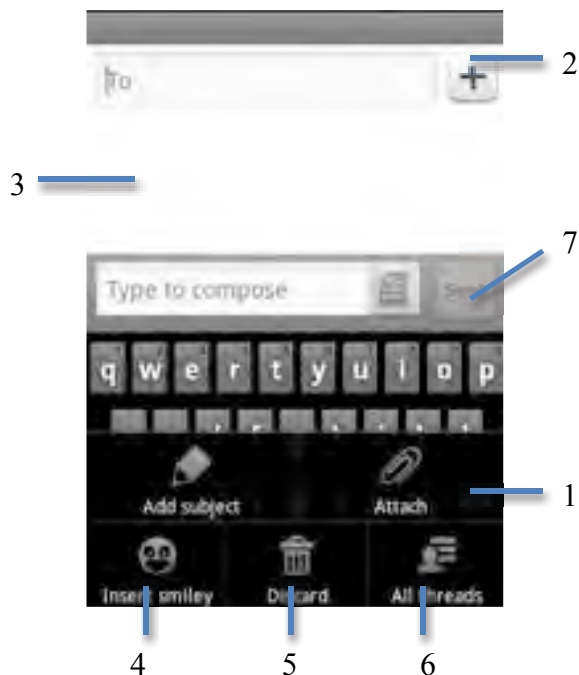 2
To
3
7
Type to compose
q w e r t y u i o p
Add subject
Attach
1
Insert smiley
Discard
All threads
4
5
6